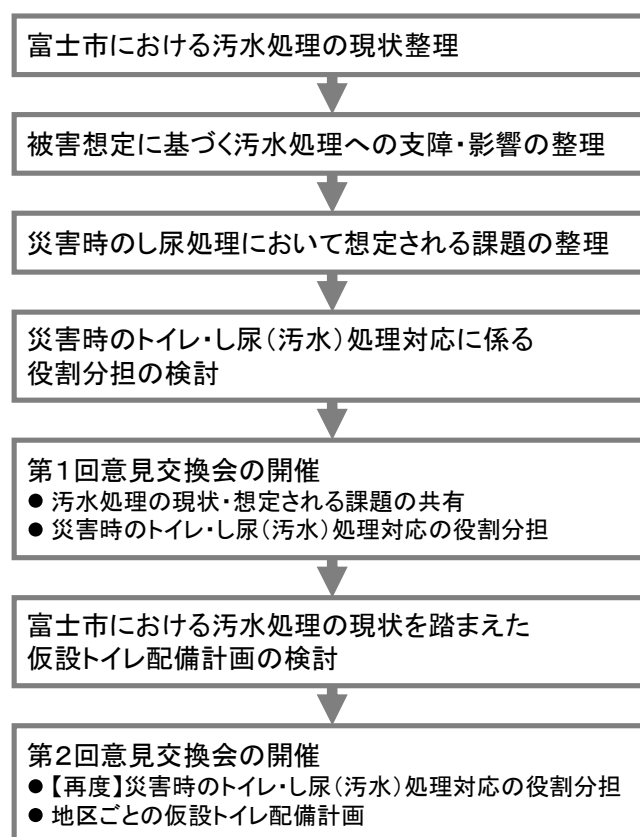 富士市における汚水処理の現状整理
被害想定に基づく汚水処理への支障・影響の整理
災害時のし尿処理において想定される課題の整理
災害時のトイレ・し尿(汚水)処理対応に係る
役割分担の検討
第1回意見交換会の開催
● 汚水処理の現状・想定される課題の共有
● 災害時のトイレ・し尿(汚水)処理対応の役割分担
富士市における汚水処理の現状を踏まえた
仮設トイレ配備計画の検討
第2回意見交換会の開催
● 【再度】災害時のトイレ・し尿(汚水)処理対応の役割分担
● 地区ごとの仮設トイレ配備計画